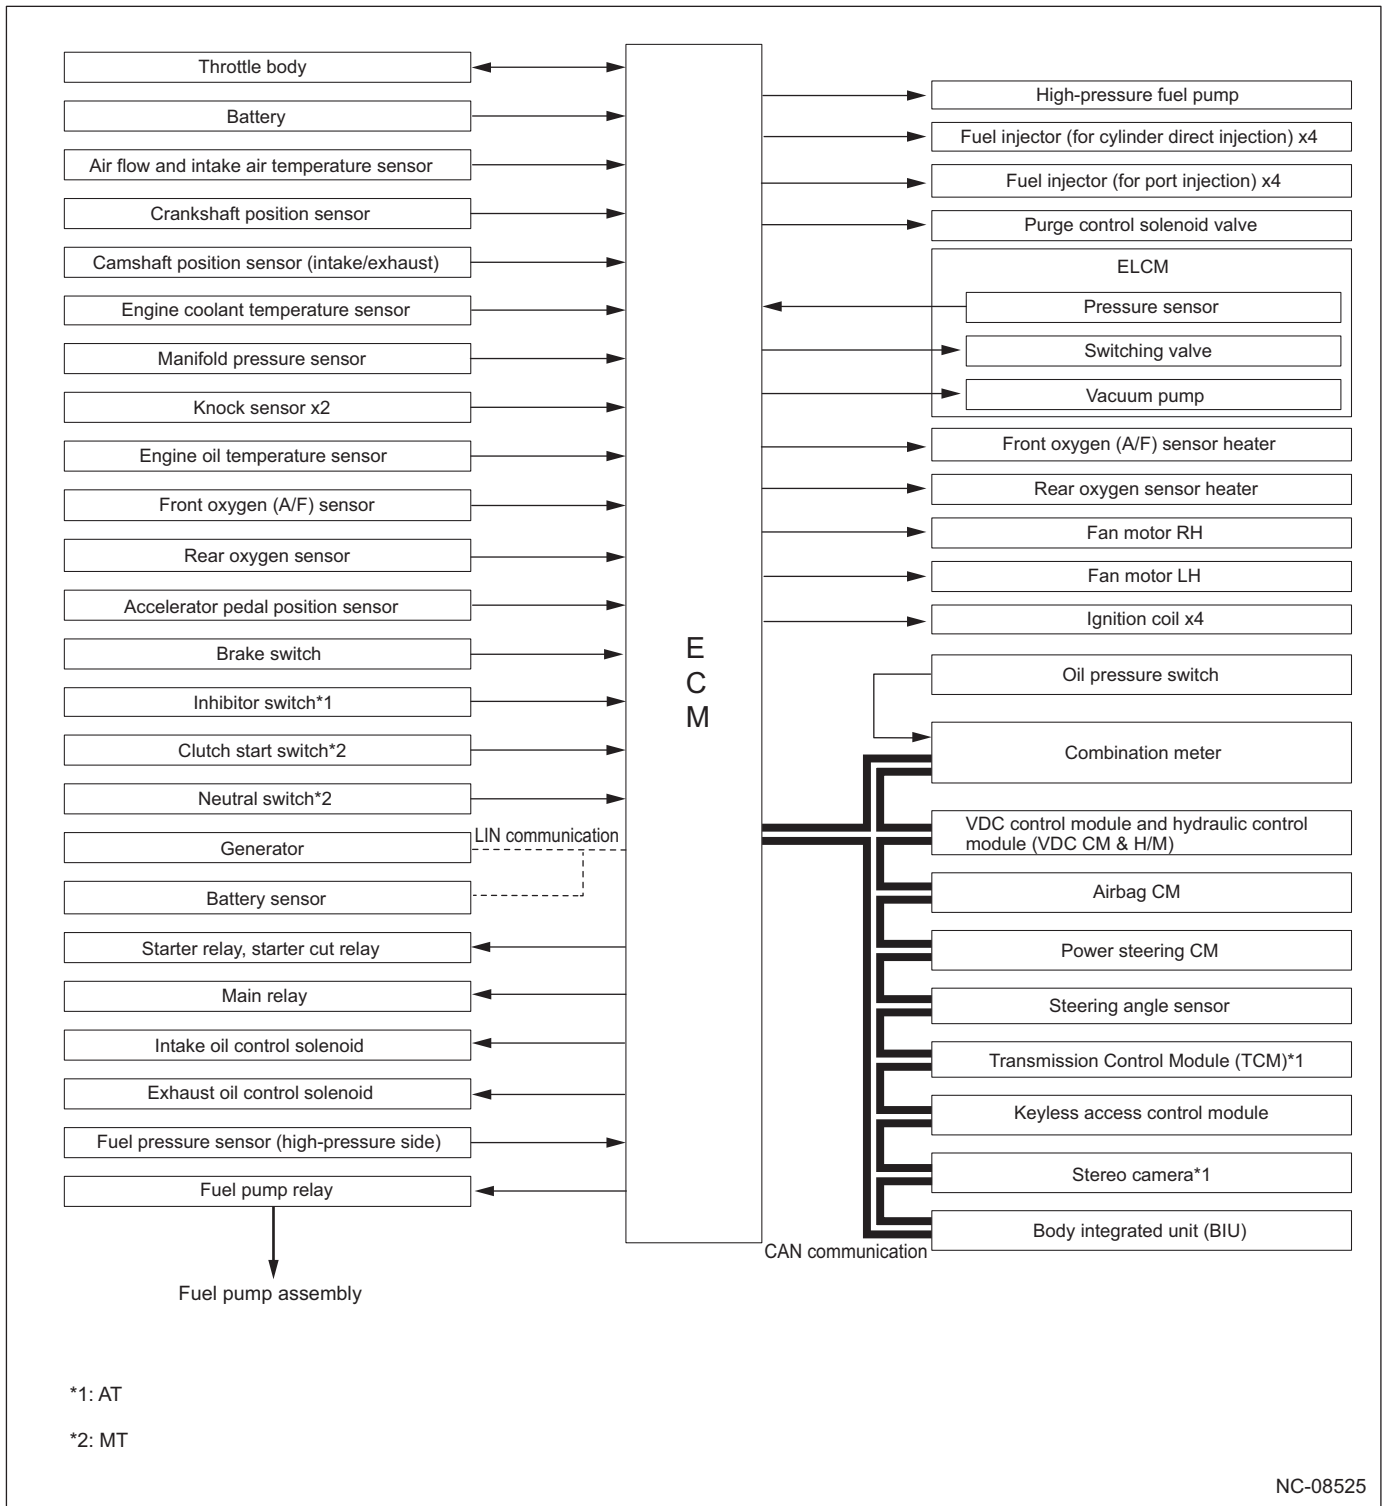 Throttle body
Battery
Air flow and intake air temperature sensor
Crankshaft position sensor
Camshaft position sensor (intake/exhaust)
Engine coolant temperature sensor
Manifold pressure sensor
Knock sensor x2
Engine oil temperature sensor
Front oxygen (A/F) sensor
Rear oxygen sensor
Accelerator pedal position sensor
Brake switch
Inhibitor switch*1
Clutch start switch*2
Neutral switch*2
Generator
LIN communication
Battery sensor
Starter relay, starter cut relay
Main relay
Intake oil control solenoid
Exhaust oil control solenoid
Fuel pressure sensor (high-pressure side)
Fuel pump relay
Fuel pump assembly
E
C
M
High-pressure fuel pump
Fuel injector (for cylinder direct injection) x4
Fuel injector (for port injection) x4
Purge control solenoid valve
ELCM
Pressure sensor
Switching valve
Vacuum pump
Front oxygen (A/F) sensor heater
Rear oxygen sensor heater
Fan motor RH
Fan motor LH
Ignition coil x4
Oil pressure switch
Combination meter
VDC control module and hydraulic control
module (VDC CM & H/M)
Airbag CM
Power steering CM
Steering angle sensor
Transmission Control Module (TCM)*1
Keyless access control module
Stereo camera*1
Body integrated unit (BIU)
CAN communication
*1: AT
*2: MT
NC-08525